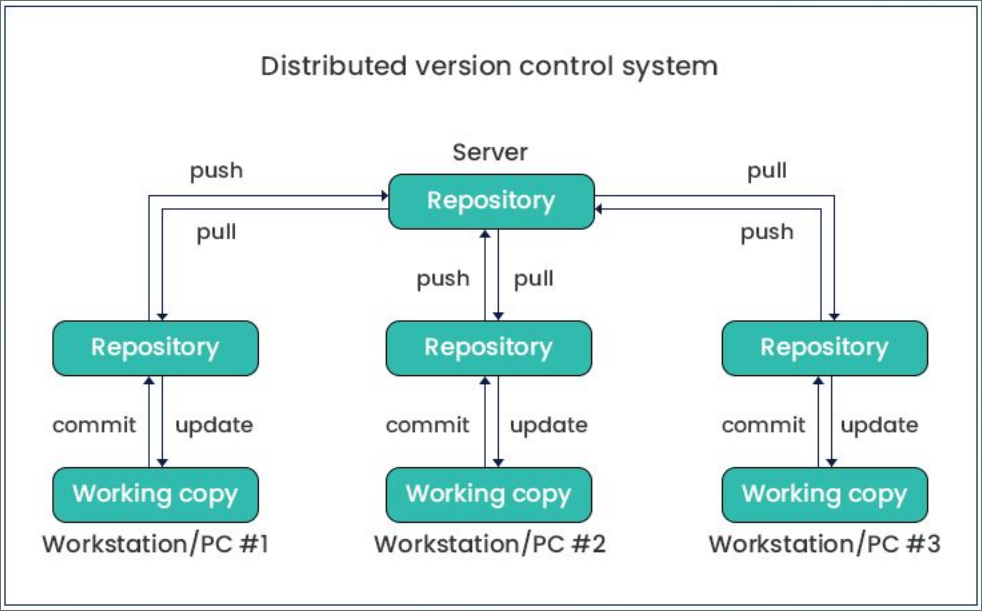 Distributed version control system
Server
push
pull
Repository
pull
push
push
pull
Repository
Repository
Repository
commit
update
commit
update
commit
update
Working copy
Working copy
Working copy
Workstation/PC #1
Workstation/PC #2
Workstation/PC #3